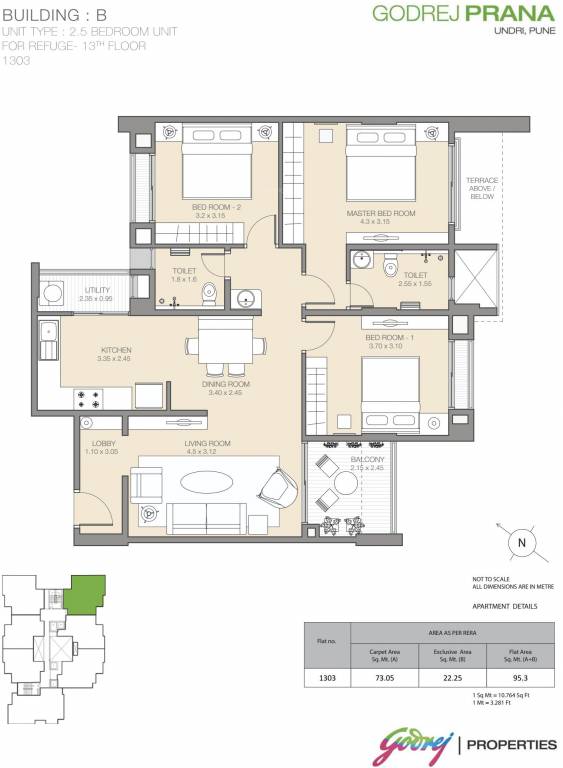 BUILDING : B
UNIT TYPE : 2.5 BEDROOM UNIT
FOR REFUGE- 13TH FLOOR
1303
GODREJ PRANA
UNDRI, PUNE
BED ROOM - 2
3.2 x 3.15
MASTER BED ROOM
4.3 x 3.15
TERRACE
ABOVE /
BELOW
TOILET
1.8 x 1.6
TOILET
2.55 x 1.55
UTILITY
2.35 x 0.95
KITCHEN
3.35 x 2.45
BED ROOM - 1
3.70 x 3.10
DINING ROOM
3.40 x 2.45
LOBBY
1.10 x 3.05
LIVING ROOM
4.5 x 3.12
BALCONY
2.15 x 2.45
N
NOT TO SCALE
ALL DIMENSIONS ARE IN METRE
APARTMENT DETAILS
Flat no.
AREA AS PER RERA
Carpet Area
Sq. Mt. (A)
Exclusive Area
Sq. Mt. (B)
Flat Area
Sq. Mt. (A+B)
1303 73.05 22.25 95.3
1 Sq Mt = 10.764 Sq Ft
1 Mt = 3.281 Ft
Godrej | PROPERTIES